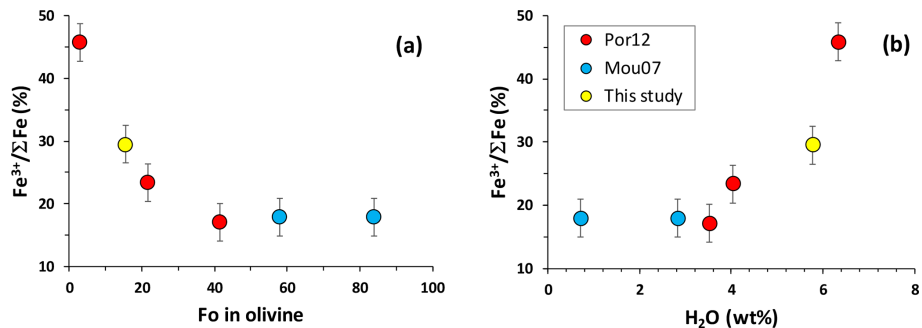 (a)
Fe³⁺/ΣFe (%)
50
40
30
20
10
0 20 40 60 80 100
Fo in olivine
(b)
Por12
Mou07
This study
Fe³⁺/ΣFe (%)
50
40
30
20
10
0 2 4 6 8
H₂O (wt%)